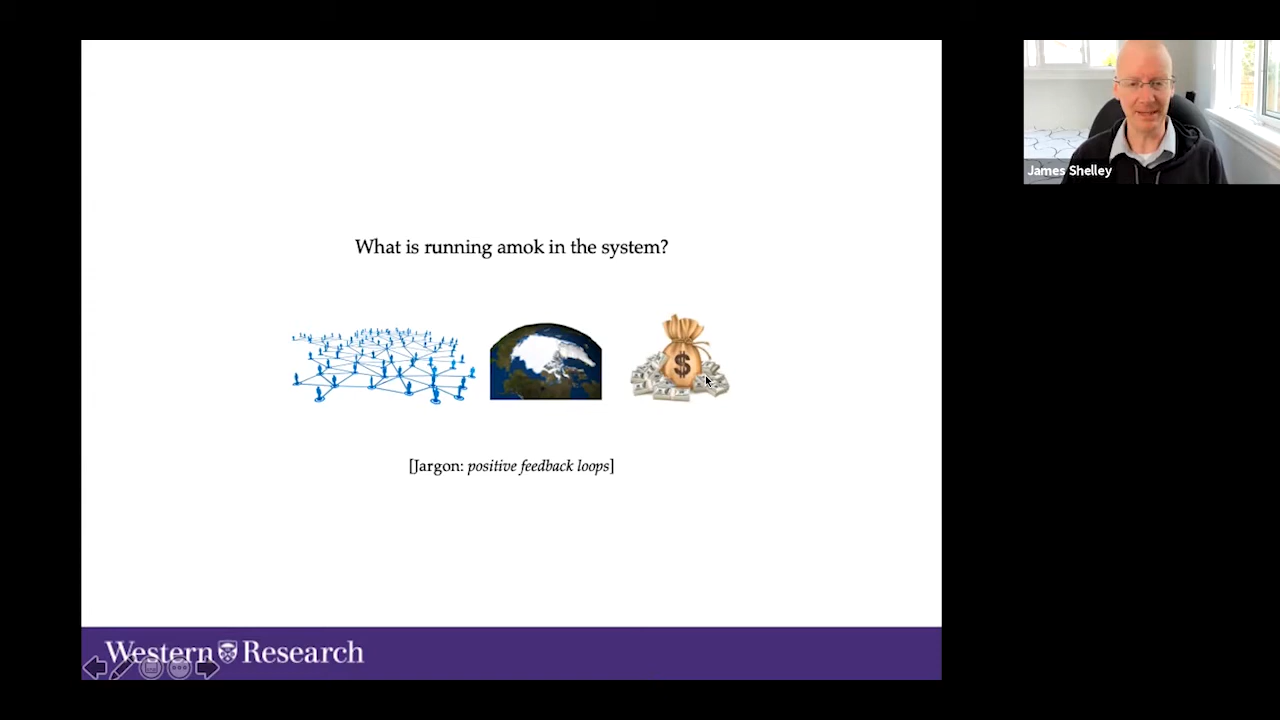 What is running amok in the system?
$
[Jargon: positive feedback loops]
Western Research
James Shelley